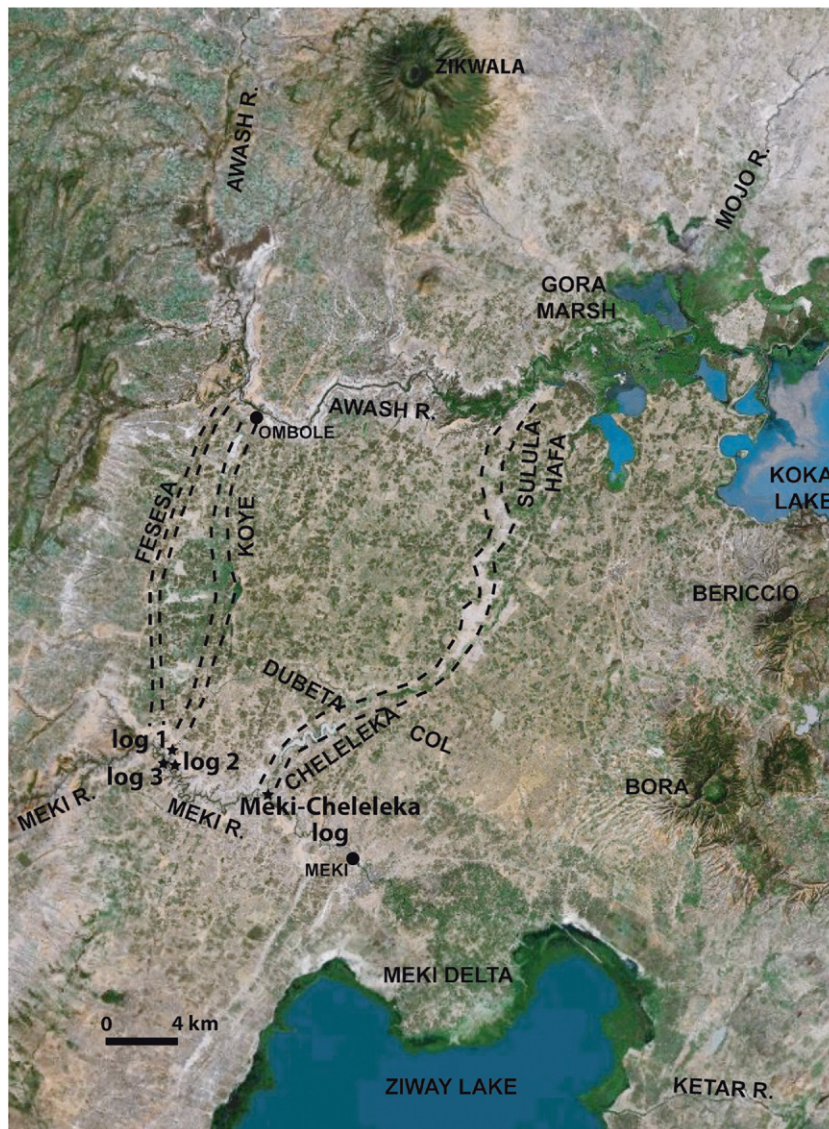 ZIKWALA
AWASH R.
MOJO R.
GORA
MARSH
AWASH R.
OMBOLE
SULULA
HAFA
KOKA
LAKE
FESESA
KOYE
BERICCIO
DUBETA
CHELELEKA
COL
log 1
log 2
log 3
MEKI R.
MEKI R.
Meki-Cheleleka
log
BORA
MEKI
MEKI DELTA
0 4 km
ZIWAY LAKE
KETAR R.